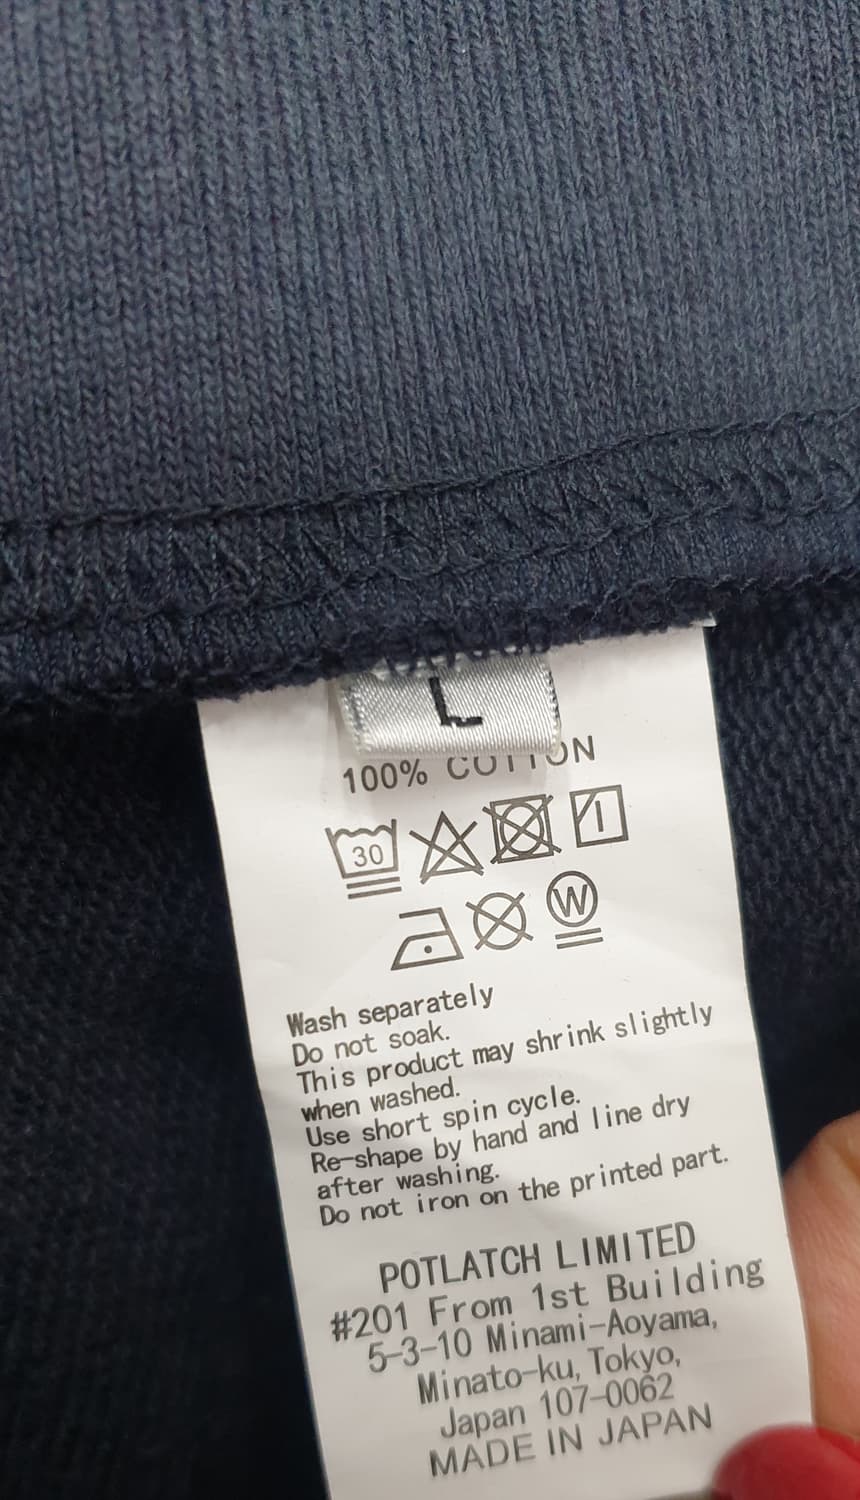 L
100% COTTON
30
W
Wash separately
Do not soak.
This product may shrink slightly
when washed.
Use short spin cycle.
Re-shape by hand and line dry
after washing.
Do not iron on the printed part.
POTLATCH LIMITED
#201 From 1st Building
5-3-10 Minami-Aoyama,
Minato-ku, Tokyo,
Japan 107-0062
MADE IN JAPAN